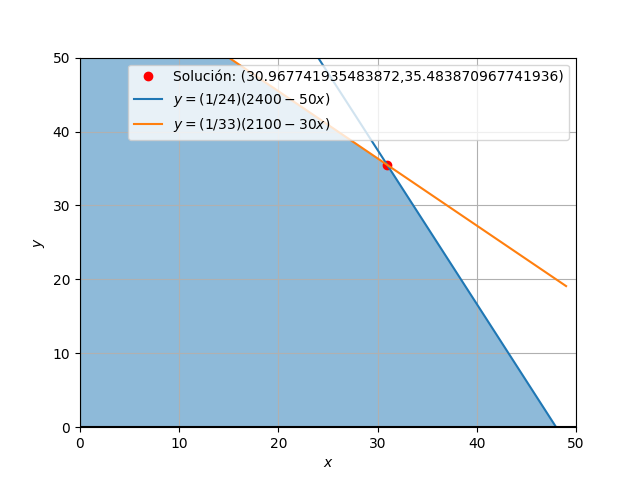 Solución: (30.967741935483872,35.483870967741936)
y = (1/24)(2400 − 50x)
y = (1/33)(2100 − 30x)
50
40
30
20
10
0
y
0 10 20 30 40 50
x